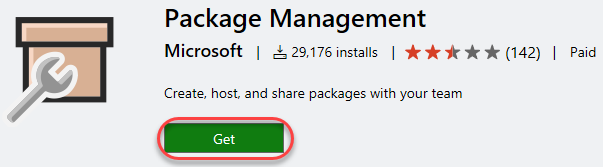 Package Management
Microsoft | 29,176 installs | (142) | Paid
Create, host, and share packages with your team
Get